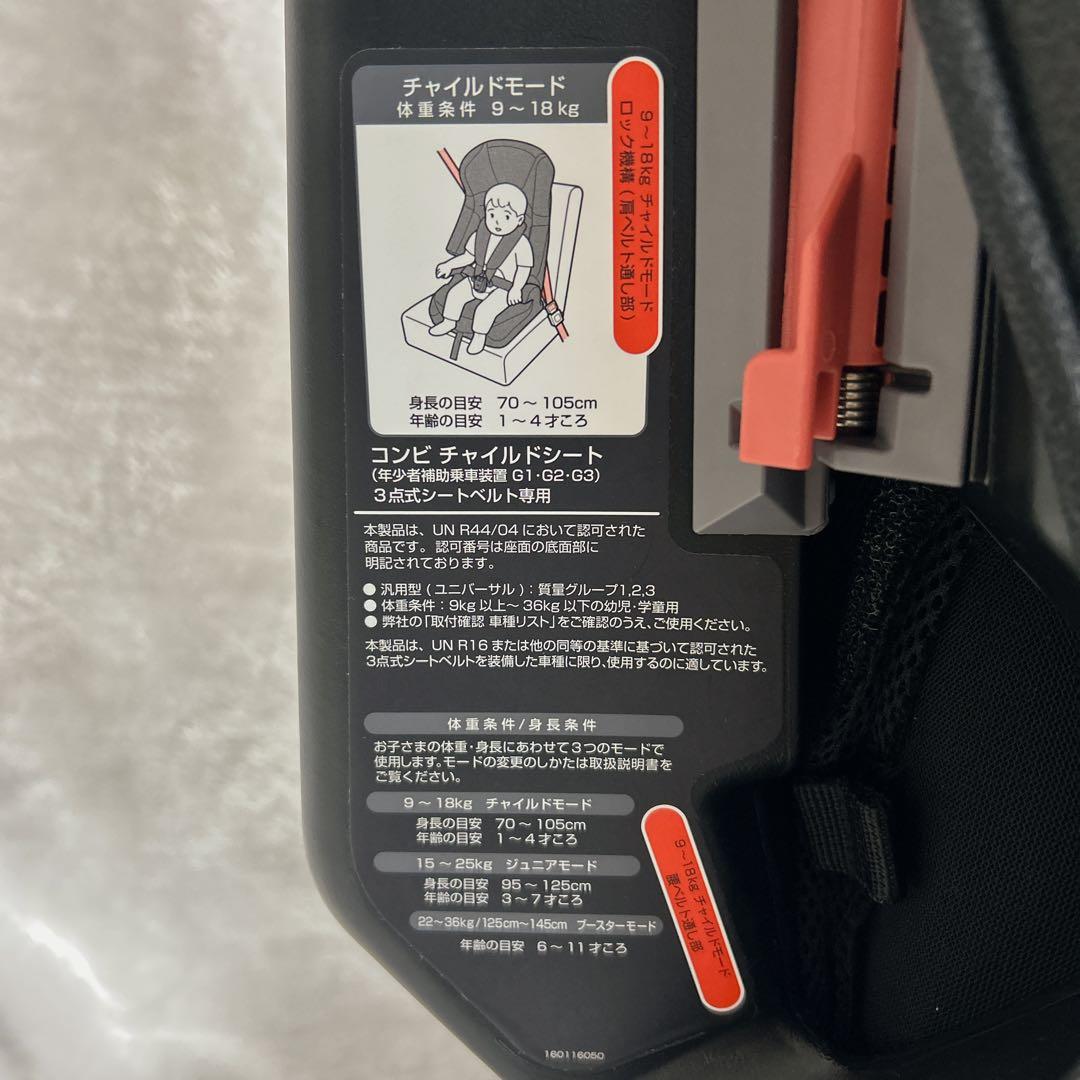 チャイルドモード
体重条件 9～18kg
9～18kg チャイルドモード
ロック機構(肩ベルト通し部)
身長の目安 70～105cm
年齢の目安 1～4才ころ
コンビ チャイルドシート
(年少者補助乗車装置 G1・G2・G3)
3点式シートベルト専用
本製品は、UN R44/04 において認可された
商品です。認可番号は座面の底面部に
明記されております。
● 汎用型(ユニバーサル):質量グループ1,2,3
● 体重条件:9kg以上～36kg以下の幼児・学童用
● 弊社の「取付確認 車種リスト」をご確認のうえ、ご使用ください。
本製品は、UN R16 または他の同等の基準に基づいて認可された
3点式シートベルトを装備した車種に限り、使用するのに適しています。
体重条件/身長条件
お子さまの体重・身長にあわせて3つのモードで
使用します。モードの変更のしかたは取扱説明書を
ご覧ください。
9～18kg チャイルドモード
身長の目安 70～105cm
年齢の目安 1～4才ころ
15～25kg ジュニアモード
身長の目安 95～125cm
年齢の目安 3～7才ころ
22～36kg/125cm～145cm ブースターモード
年齢の目安 6～11才ころ
9～18kg チャイルドモード
腰ベルト通し部
160116050